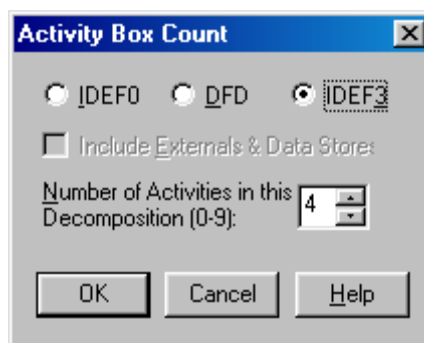 Activity Box Count
IDEF0 DFD IDEF3
Include Externals & Data Stores
Number of Activities in this
Decomposition (0-9):
4
OK Cancel Help